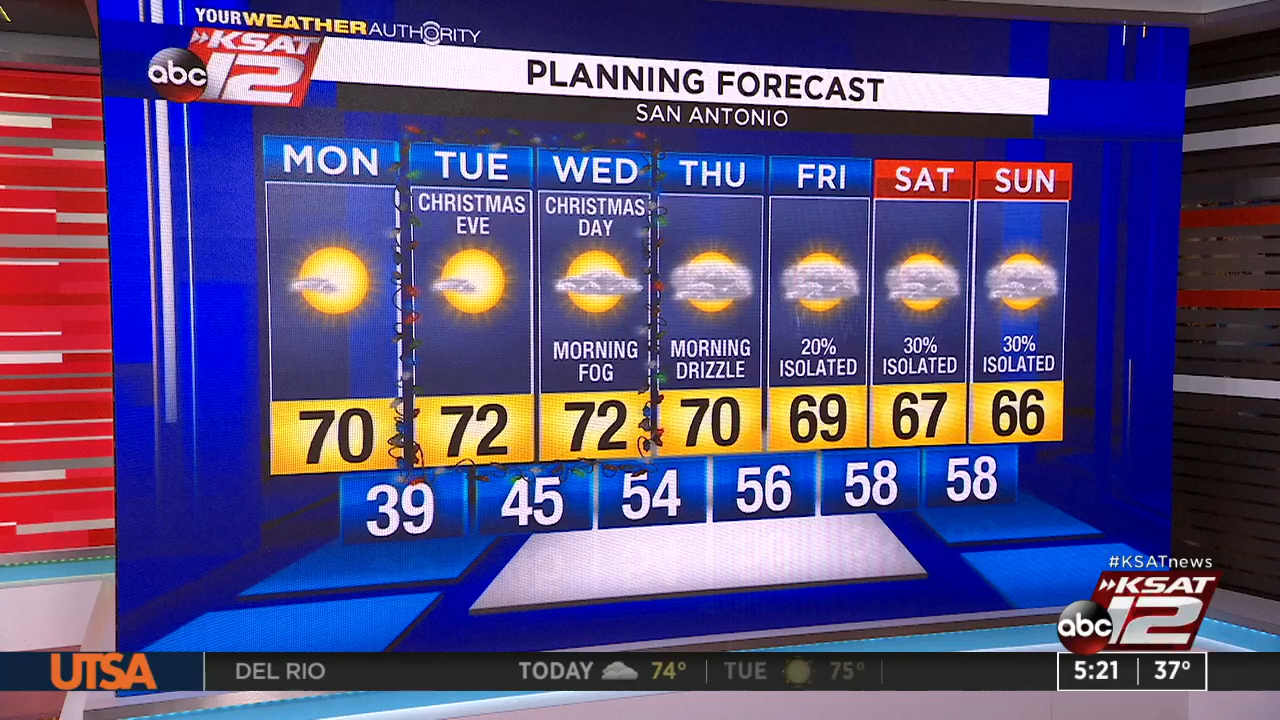 YOUR WEATHER AUTHORITY
KSAT
abc 12
PLANNING FORECAST
SAN ANTONIO
MON TUE WED THU FRI SAT SUN
CHRISTMAS EVE
CHRISTMAS DAY
MORNING FOG
MORNING DRIZZLE
20% ISOLATED
30% ISOLATED
30% ISOLATED
70 72 72 70 69 67 66
39 45 54 56 58 58
#KSATnews
KSAT
abc 12
UTSA DEL RIO TODAY 74° TUE 75° 5:21 37°